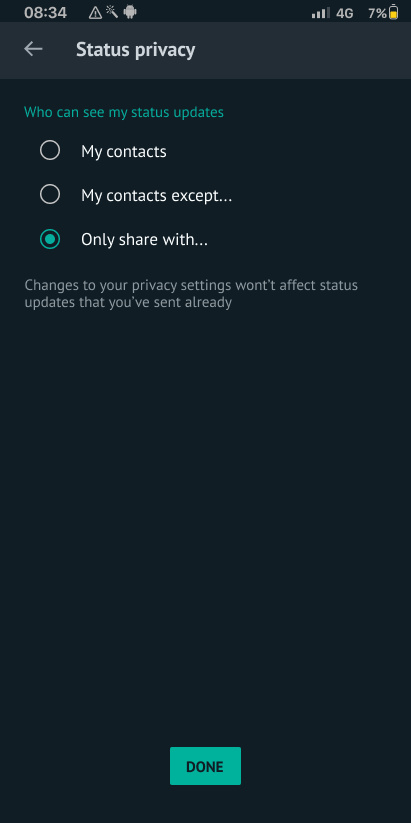 08:34 4G 7%
Status privacy
Who can see my status updates
My contacts
My contacts except...
Only share with...
Changes to your privacy settings won't affect status
updates that you've sent already
DONE